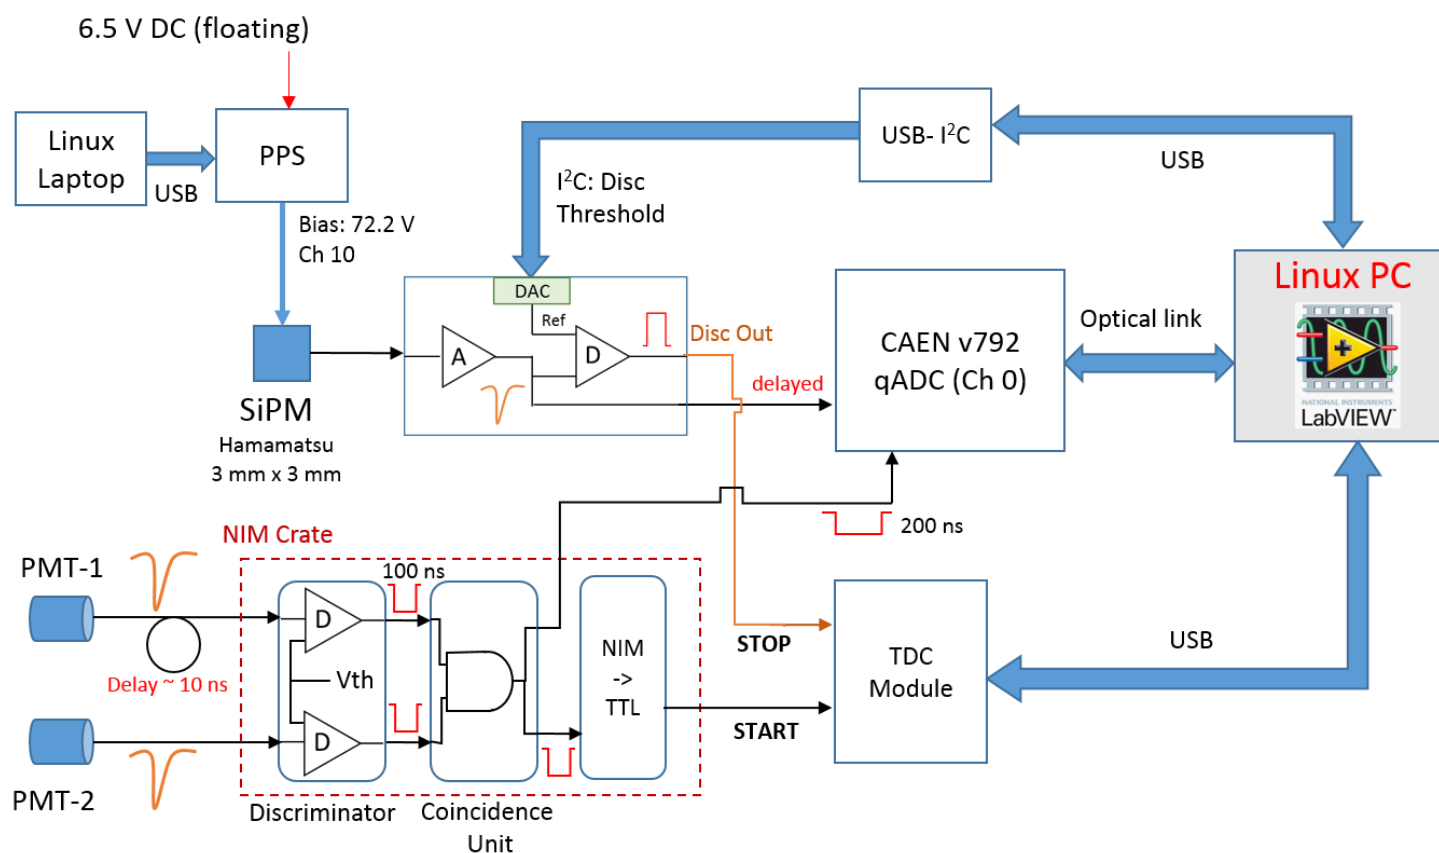 6.5 V DC (floating)
Linux
Laptop
USB
PPS
Bias: 72.2 V
Ch 10
SiPM
Hamamatsu
3 mm x 3 mm
I²C: Disc
Threshold
USB- I²C
USB
DAC
Ref
A
D
Disc Out
delayed
CAEN v792
qADC (Ch 0)
Optical link
Linux PC
NATIONAL INSTRUMENTS
LabVIEW™
200 ns
NIM Crate
PMT-1
Delay ~ 10 ns
PMT-2
100 ns
D
Vth
D
Discriminator
Coincidence
Unit
NIM
->
TTL
STOP
START
TDC
Module
USB